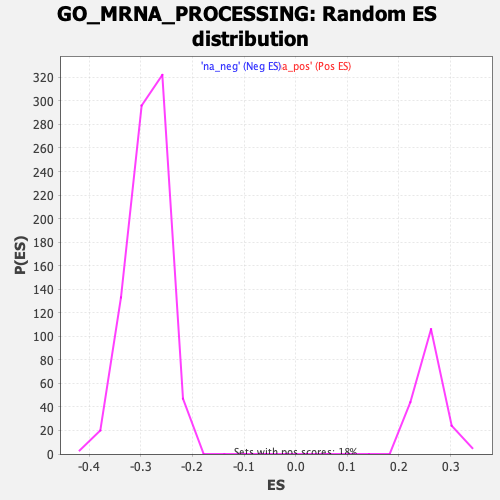 GO_MRNA_PROCESSING: Random ES
distribution
'na_neg' (Neg ES)a_pos' (Pos ES)
320
300
280
260
240
220
200
180
160
140
120
100
80
60
40
20
0
P(ES)
Sets with pos scores: 18%
-0.4 -0.3 -0.2 -0.1 0.0 0.1 0.2 0.3
ES